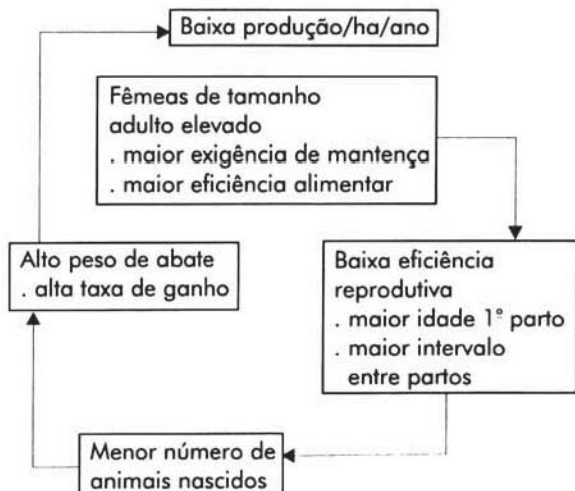 Baixa produção/ha/ano
Fêmeas de tamanho
adulto elevado
. maior exigência de mantença
. maior eficiência alimentar
Alto peso de abate
. alta taxa de ganho
Baixa eficiência
reprodutiva
. maior idade 1º parto
. maior intervalo
entre partos
Menor número de
animais nascidos